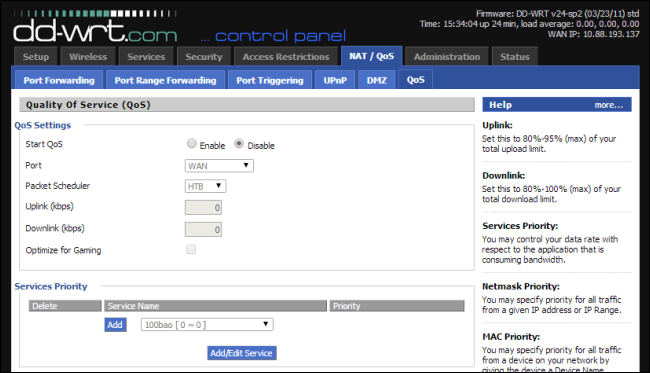 dd-wrt.com ... control panel
Firmware: DD-WRT v24-sp2 (03/23/11) std
Time: 15:34:04 up 24 min, load average: 0.00, 0.00, 0.00
WAN IP: 10.88.193.137
Setup Wireless Services Security Access Restrictions NAT / QoS Administration Status
Port Forwarding Port Range Forwarding Port Triggering UPnP DMZ QoS
Quality Of Service (QoS)
QoS Settings
Start QoS Enable Disable
Port WAN
Packet Scheduler HTB
Uplink (kbps) 0
Downlink (kbps) 0
Optimize for Gaming
Services Priority
Delete Service Name Priority
Add 100bao [ 0 ~ 0 ]
Add/Edit Service
Help more...
Uplink:
Set this to 80%-95% (max) of your
total upload limit.
Downlink:
Set this to 80%-100% (max) of your
total download limit.
Services Priority:
You may control your data rate with
respect to the application that is
consuming bandwidth.
Netmask Priority:
You may specify priority for all traffic
from a given IP address or IP Range.
MAC Priority:
You may specify priority for all traffic
from a device on your network by
giving the device a Device Name,